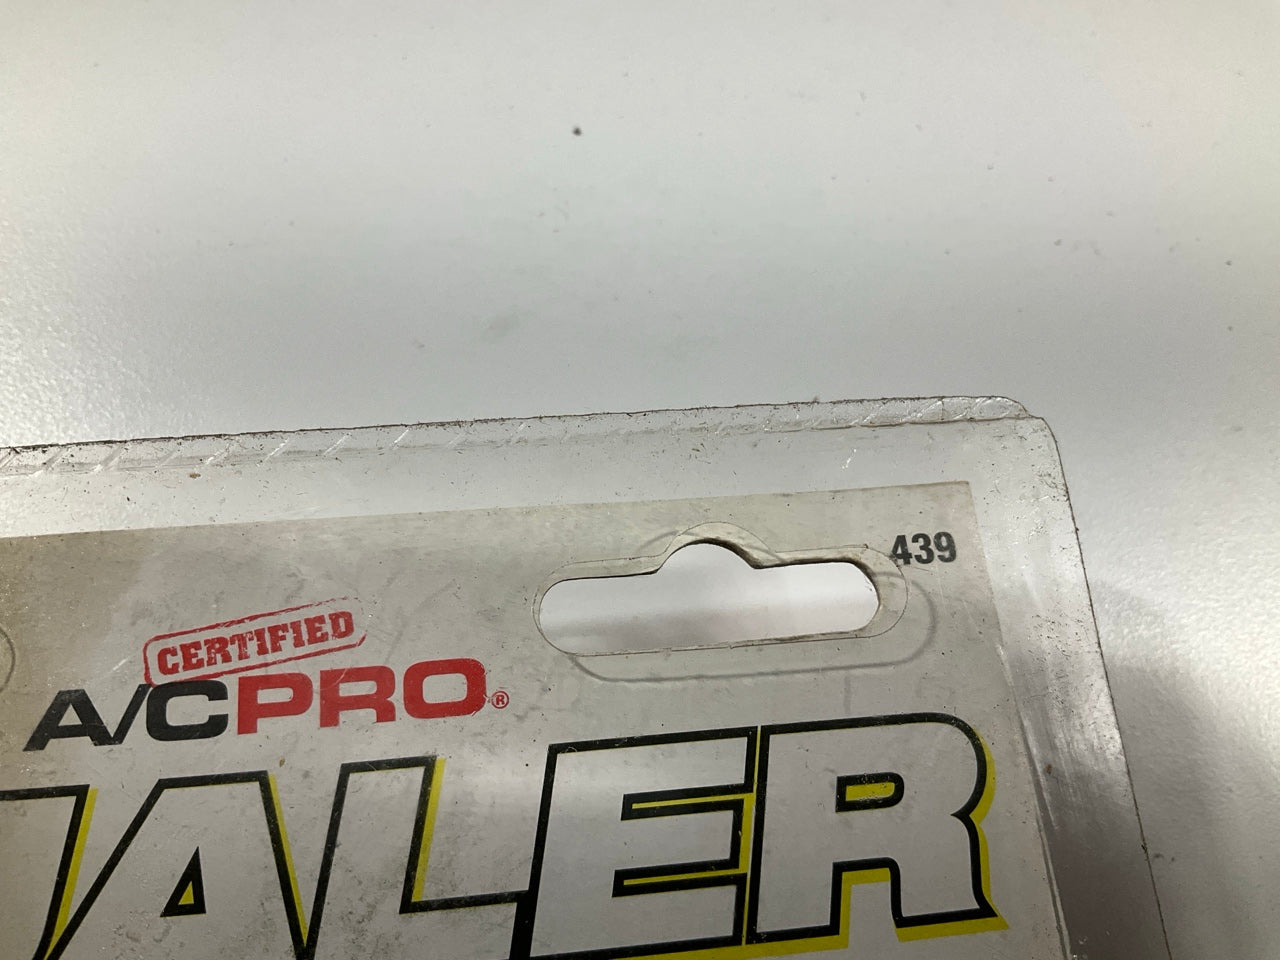 439
CERTIFIED
A/CPRO®
ALER